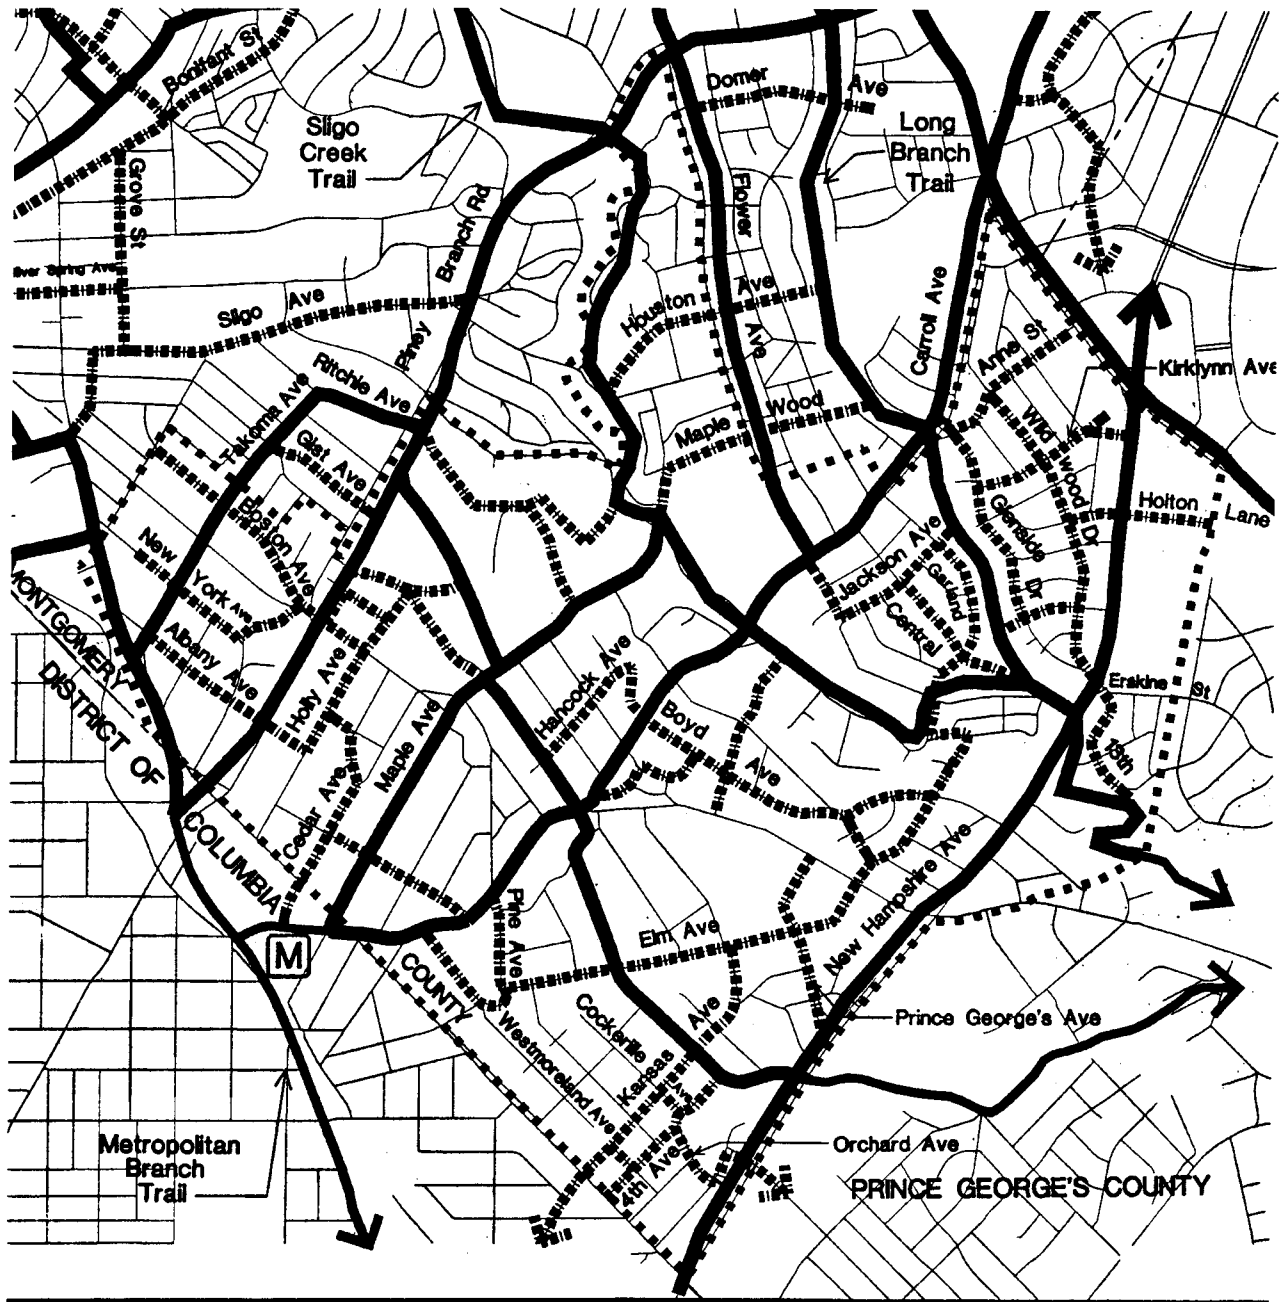 Bonifant St
Domer Ave
Sligo
Creek
Trail
Long
Branch
Trail
Grove St
Branch Rd
Flower
Silver Spring Ave
Sligo Ave
Houston Ave
Ave
Carroll Ave
Anne St
Piney
Ritchie Ave
Kirklynn Ave
Takoma Ave
Maple Wood
Wildwood Dr
Gist Ave
Boston Ave
Holton Lane
Glenside Dr
New York Ave
Jackson Ave
Garland
Central
MONTGOMERY
Albany Ave
Holly Ave
Hancock Ave
Erskine St
DISTRICT OF
COLUMBIA
Maple Ave
Boyd Ave
13th
Cedar Ave
New Hampshire Ave
Pine Ave
Elm Ave
M
COUNTY
Cockerille
Ave
Prince George's Ave
Westmoreland Ave
Kansas
Ave
Metropolitan
Branch
Trail
4th Ave
Orchard Ave
PRINCE GEORGE'S COUNTY